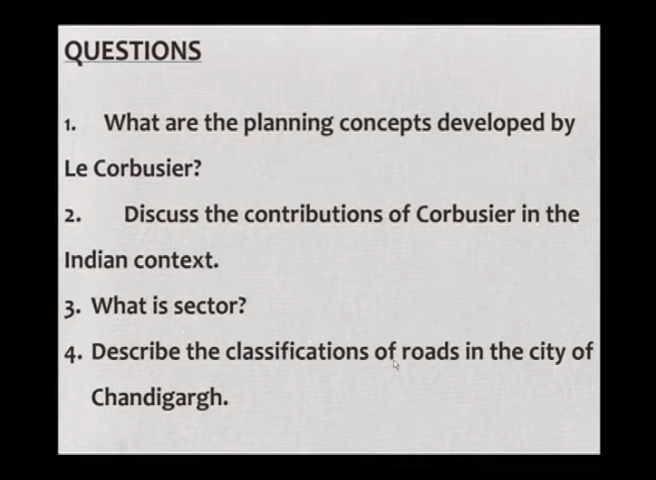 QUESTIONS
1. What are the planning concepts developed by
Le Corbusier?
2. Discuss the contributions of Corbusier in the
Indian context.
3. What is sector?
4. Describe the classifications of roads in the city of
Chandigargh.